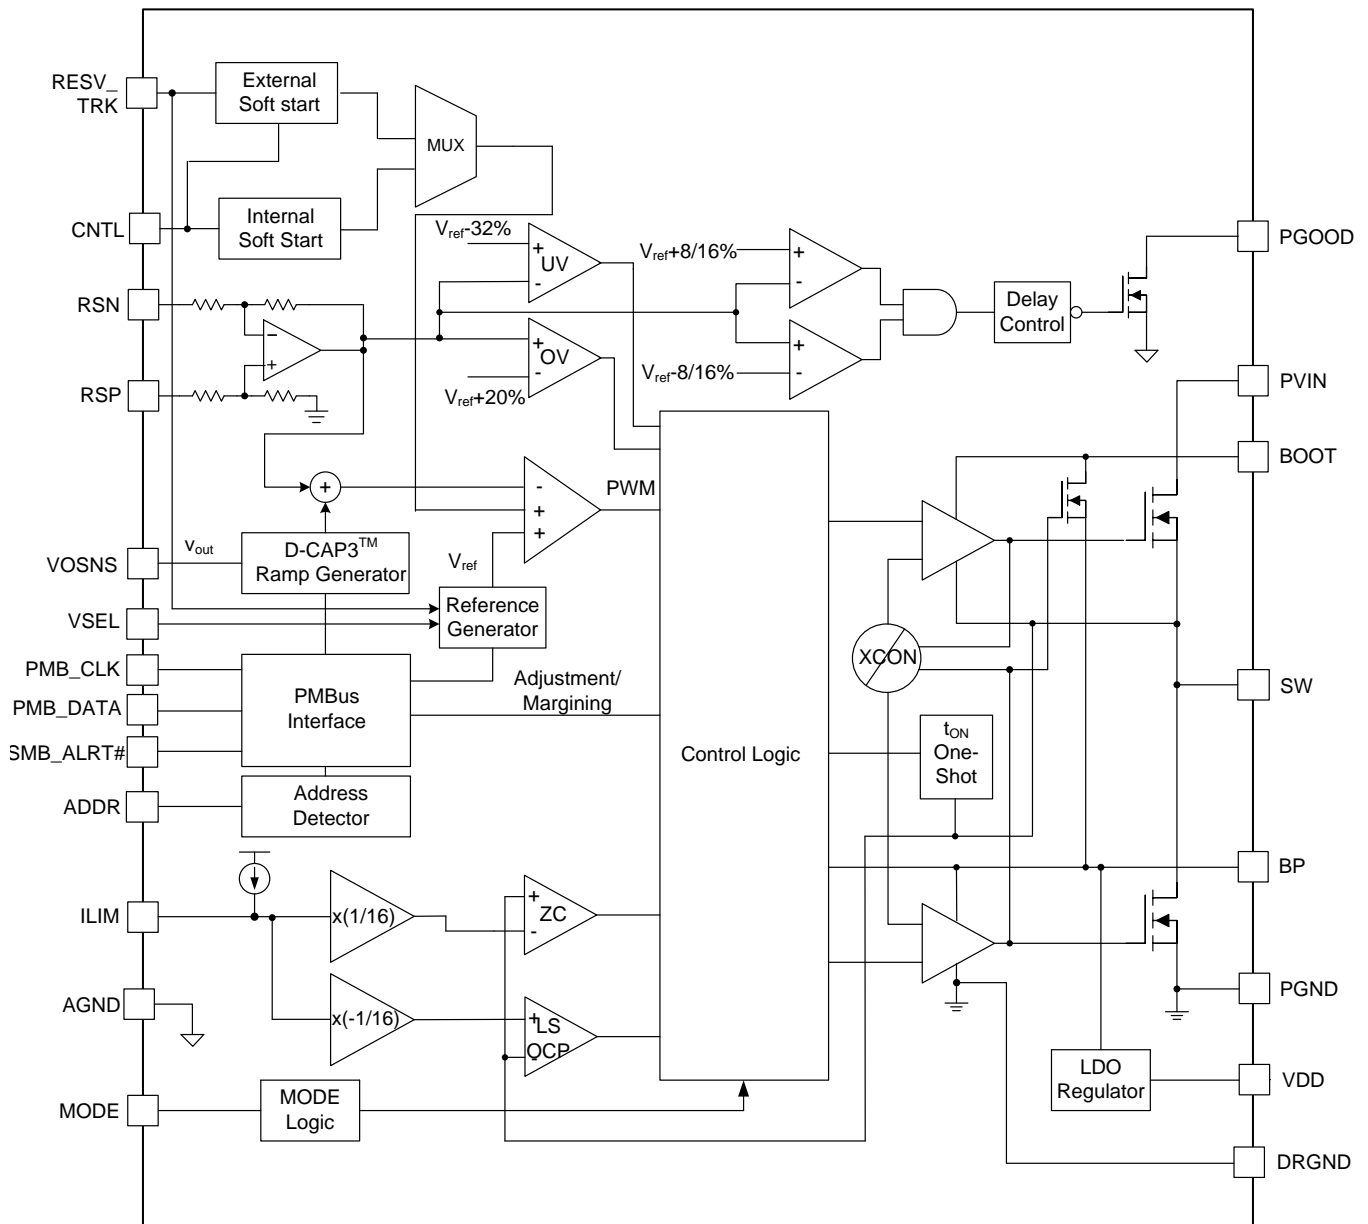 RESV_
TRK
External
Soft start
MUX
CNTL
Internal
Soft Start
Vref-32%
+
UV
-
Vref+8/16%
+
-
PGOOD
RSN
Delay
Control
-
+
+
OV
-
+
-
Vref-8/16%
Vref+20%
RSP
PVIN
BOOT
+
-
+
+
PWM
VOSNS
vout
D-CAP3TM
Ramp Generator
Vref
VSEL
Reference
Generator
XCON
PMB_CLK
PMB_DATA
SMB_ALRT#
PMBus
Interface
Adjustment/
Margining
SW
Control Logic
tON
One-
Shot
ADDR
Address
Detector
BP
ILIM
x(1/16)
+
ZC
-
AGND
x(-1/16)
+
LS
OCP
-
PGND
LDO
Regulator
VDD
MODE
MODE
Logic
DRGND